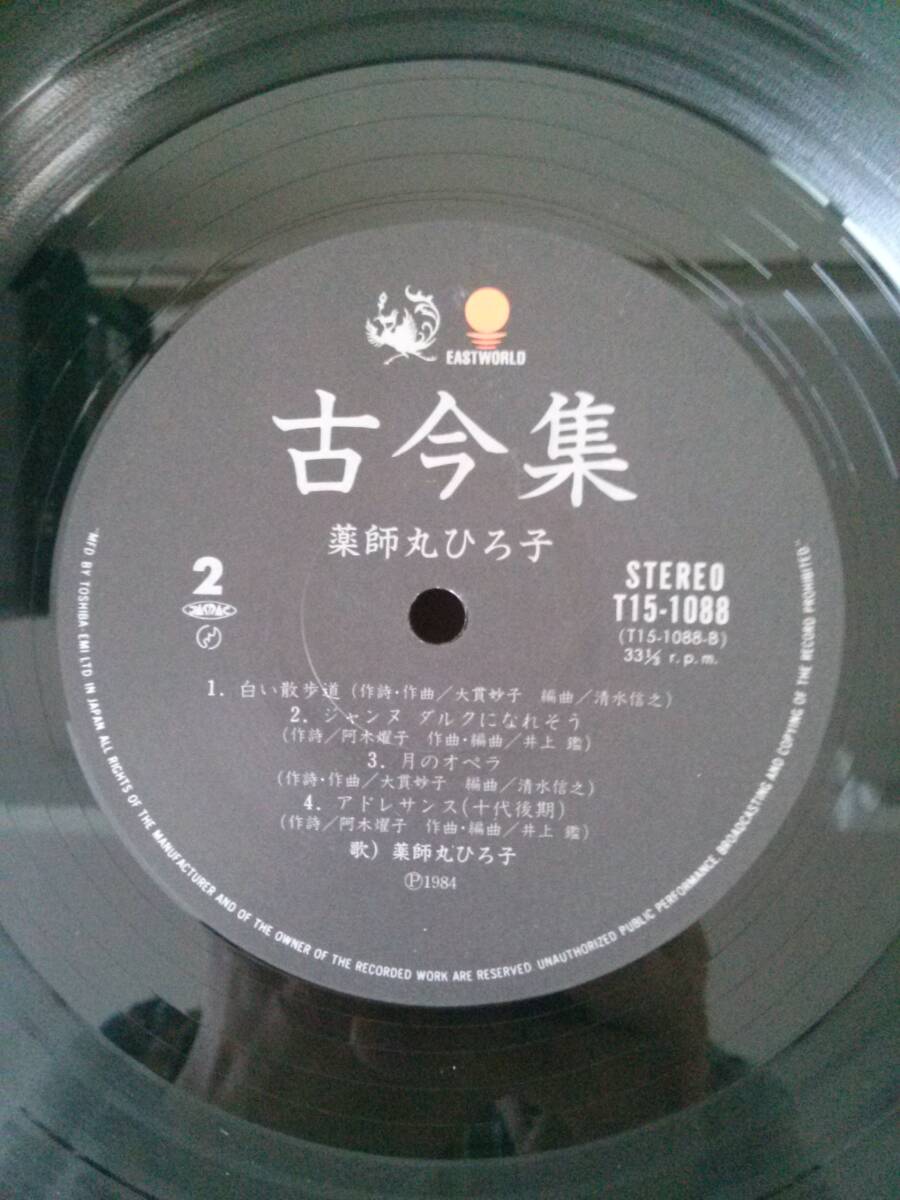 EASTWORLD
古今集
薬師丸ひろ子
2
JASRAC
STEREO
T15-1088
(T15-1088-B)
33⅓ r.p.m.
1. 白い散歩道 (作詩・作曲／大貫妙子 編曲／清水信之)
2. ジャンヌ ダルクになれそう
(作詩／阿木燿子 作曲・編曲／井上 鑑)
3. 月のオペラ
(作詩・作曲／大貫妙子 編曲／清水信之)
4. アドレサンス(十代後期)
(作詩／阿木燿子 作曲・編曲／井上 鑑)
歌) 薬師丸ひろ子
Ⓟ1984
"MFD BY TOSHIBA EMI LTD IN JAPAN ALL RIGHTS OF THE MANUFACTURER AND OF THE OWNER OF THE RECORDED WORK ARE RESERVED UNAUTHORIZED PUBLIC PERFORMANCE, BROADCASTING AND COPYING OF THE RECORD PROHIBITED."